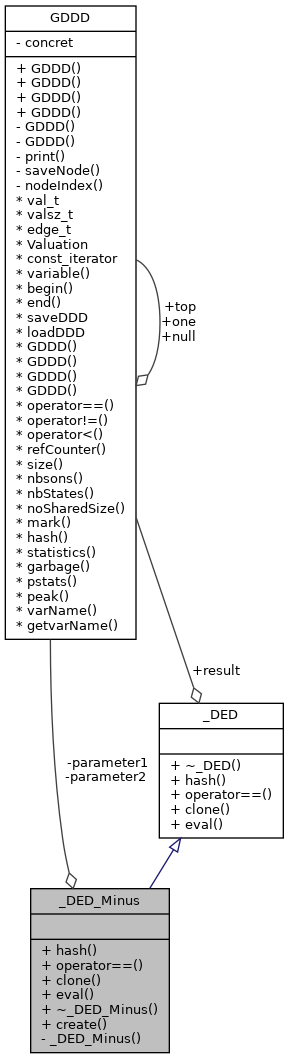 GDDD
- concret
+ GDDD()
+ GDDD()
+ GDDD()
+ GDDD()
- GDDD()
- GDDD()
- print()
- saveNode()
- nodeIndex()
* val_t
* valsz_t
* edge_t
* Valuation
* const_iterator
* variable()
* begin()
* end()
* saveDDD
* loadDDD
* GDDD()
* GDDD()
* GDDD()
* GDDD()
* operator==()
* operator!=()
* operator<()
* refCounter()
* size()
* nbsons()
* nbStates()
* noSharedSize()
* mark()
* hash()
* statistics()
* garbage()
* pstats()
* peak()
* varName()
* getvarName()
+top
+one
+null
+result
_DED
+ ~_DED()
+ hash()
+ operator==()
+ clone()
+ eval()
-parameter1
-parameter2
_DED_Minus
+ hash()
+ operator==()
+ clone()
+ eval()
+ ~_DED_Minus()
+ create()
- _DED_Minus()